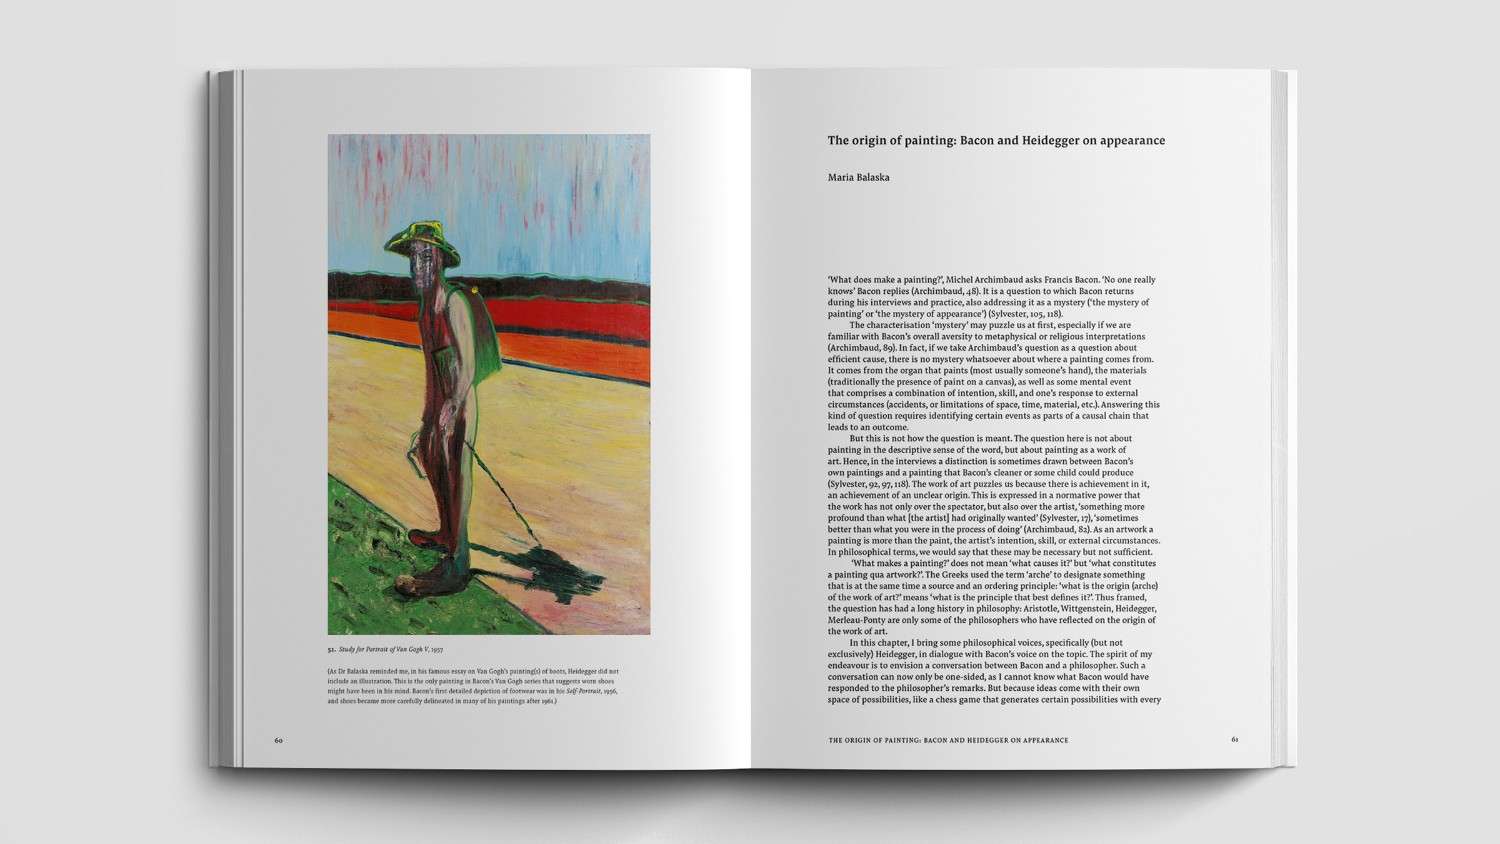 51. Study for Portrait of Van Gogh V, 1957
(As Dr Balaska reminded me, in his famous essay on Van Gogh's painting(s) of boots, Heidegger did not
include an illustration. This is the only painting in Bacon's Van Gogh series that suggests worn shoes
might have been in his mind. Bacon's first detailed depiction of footwear was in his Self-Portrait, 1956,
and shoes became more carefully delineated in many of his paintings after 1961.)
60
The origin of painting: Bacon and Heidegger on appearance
Maria Balaska
‘What does make a painting?’, Michel Archimbaud asks Francis Bacon. ‘No one really
knows’ Bacon replies (Archimbaud, 48). It is a question to which Bacon returns
during his interviews and practice, also addressing it as a mystery (‘the mystery of
painting’ or ‘the mystery of appearance’) (Sylvester, 105, 118).
The characterisation ‘mystery’ may puzzle us at first, especially if we are
familiar with Bacon’s overall aversity to metaphysical or religious interpretations
(Archimbaud, 89). In fact, if we take Archimbaud’s question as a question about
efficient cause, there is no mystery whatsoever about where a painting comes from.
It comes from the organ that paints (most usually someone’s hand), the materials
(traditionally the presence of paint on a canvas), as well as some mental event
that comprises a combination of intention, skill, and one’s response to external
circumstances (accidents, or limitations of space, time, material, etc.). Answering this
kind of question requires identifying certain events as parts of a causal chain that
leads to an outcome.
But this is not how the question is meant. The question here is not about
painting in the descriptive sense of the word, but about painting as a work of
art. Hence, in the interviews a distinction is sometimes drawn between Bacon’s
own paintings and a painting that Bacon’s cleaner or some child could produce
(Sylvester, 92, 97, 118). The work of art puzzles us because there is achievement in it,
an achievement of an unclear origin. This is expressed in a normative power that
the work has not only over the spectator, but also over the artist, ‘something more
profound than what [the artist] had originally wanted’ (Sylvester, 17), ‘sometimes
better than what you were in the process of doing’ (Archimbaud, 82). As an artwork a
painting is more than the paint, the artist’s intention, skill, or external circumstances.
In philosophical terms, we would say that these may be necessary but not sufficient.
‘What makes a painting?’ does not mean ‘what causes it?’ but ‘what constitutes
a painting qua artwork?’. The Greeks used the term ‘arche’ to designate something
that is at the same time a source and an ordering principle: ‘what is the origin (arche)
of the work of art?’ means ‘what is the principle that best defines it?’. Thus framed,
the question has had a long history in philosophy: Aristotle, Wittgenstein, Heidegger,
Merleau-Ponty are only some of the philosophers who have reflected on the origin of
the work of art.
In this chapter, I bring some philosophical voices, specifically (but not
exclusively) Heidegger, in dialogue with Bacon’s voice on the topic. The spirit of my
endeavour is to envision a conversation between Bacon and a philosopher. Such a
conversation can now only be one-sided, as I cannot know what Bacon would have
responded to the philosopher’s remarks. But because ideas come with their own
space of possibilities, like a chess game that generates certain possibilities with every
THE ORIGIN OF PAINTING: BACON AND HEIDEGGER ON APPEARANCE
61